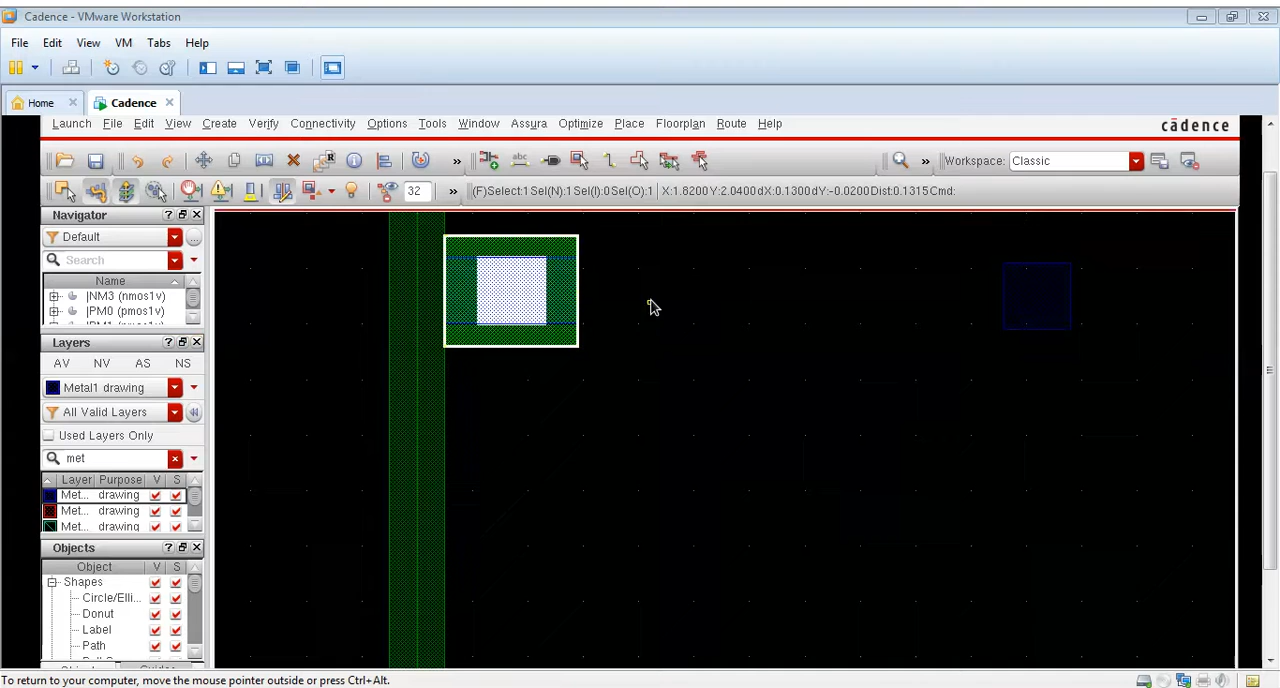 Cadence - VMware Workstation
File Edit View VM Tabs Help
Home Cadence
Launch File Edit View Create Verify Connectivity Options Tools Window Assura Optimize Place Floorplan Route Help cādence
» » Workspace: Classic
32 » (F)Select:1 Sel(N):1 Sel(I):0 Sel(O):1 X:1.8200 Y:2.0400 dX:0.1300 dY:-0.0200 Dist:0.1315 Cmd:
Navigator
Default
Search
Name
|NM3 (nmos1v)
|PM0 (pmos1v)
Layers
AV NV AS NS
Metal1 drawing
All Valid Layers
Used Layers Only
met
Layer Purpose V S
Met... drawing
Met... drawing
Met... drawing
Objects
Object V S
Shapes
Circle/Elli...
Donut
Label
Path
To return to your computer, move the mouse pointer outside or press Ctrl+Alt.